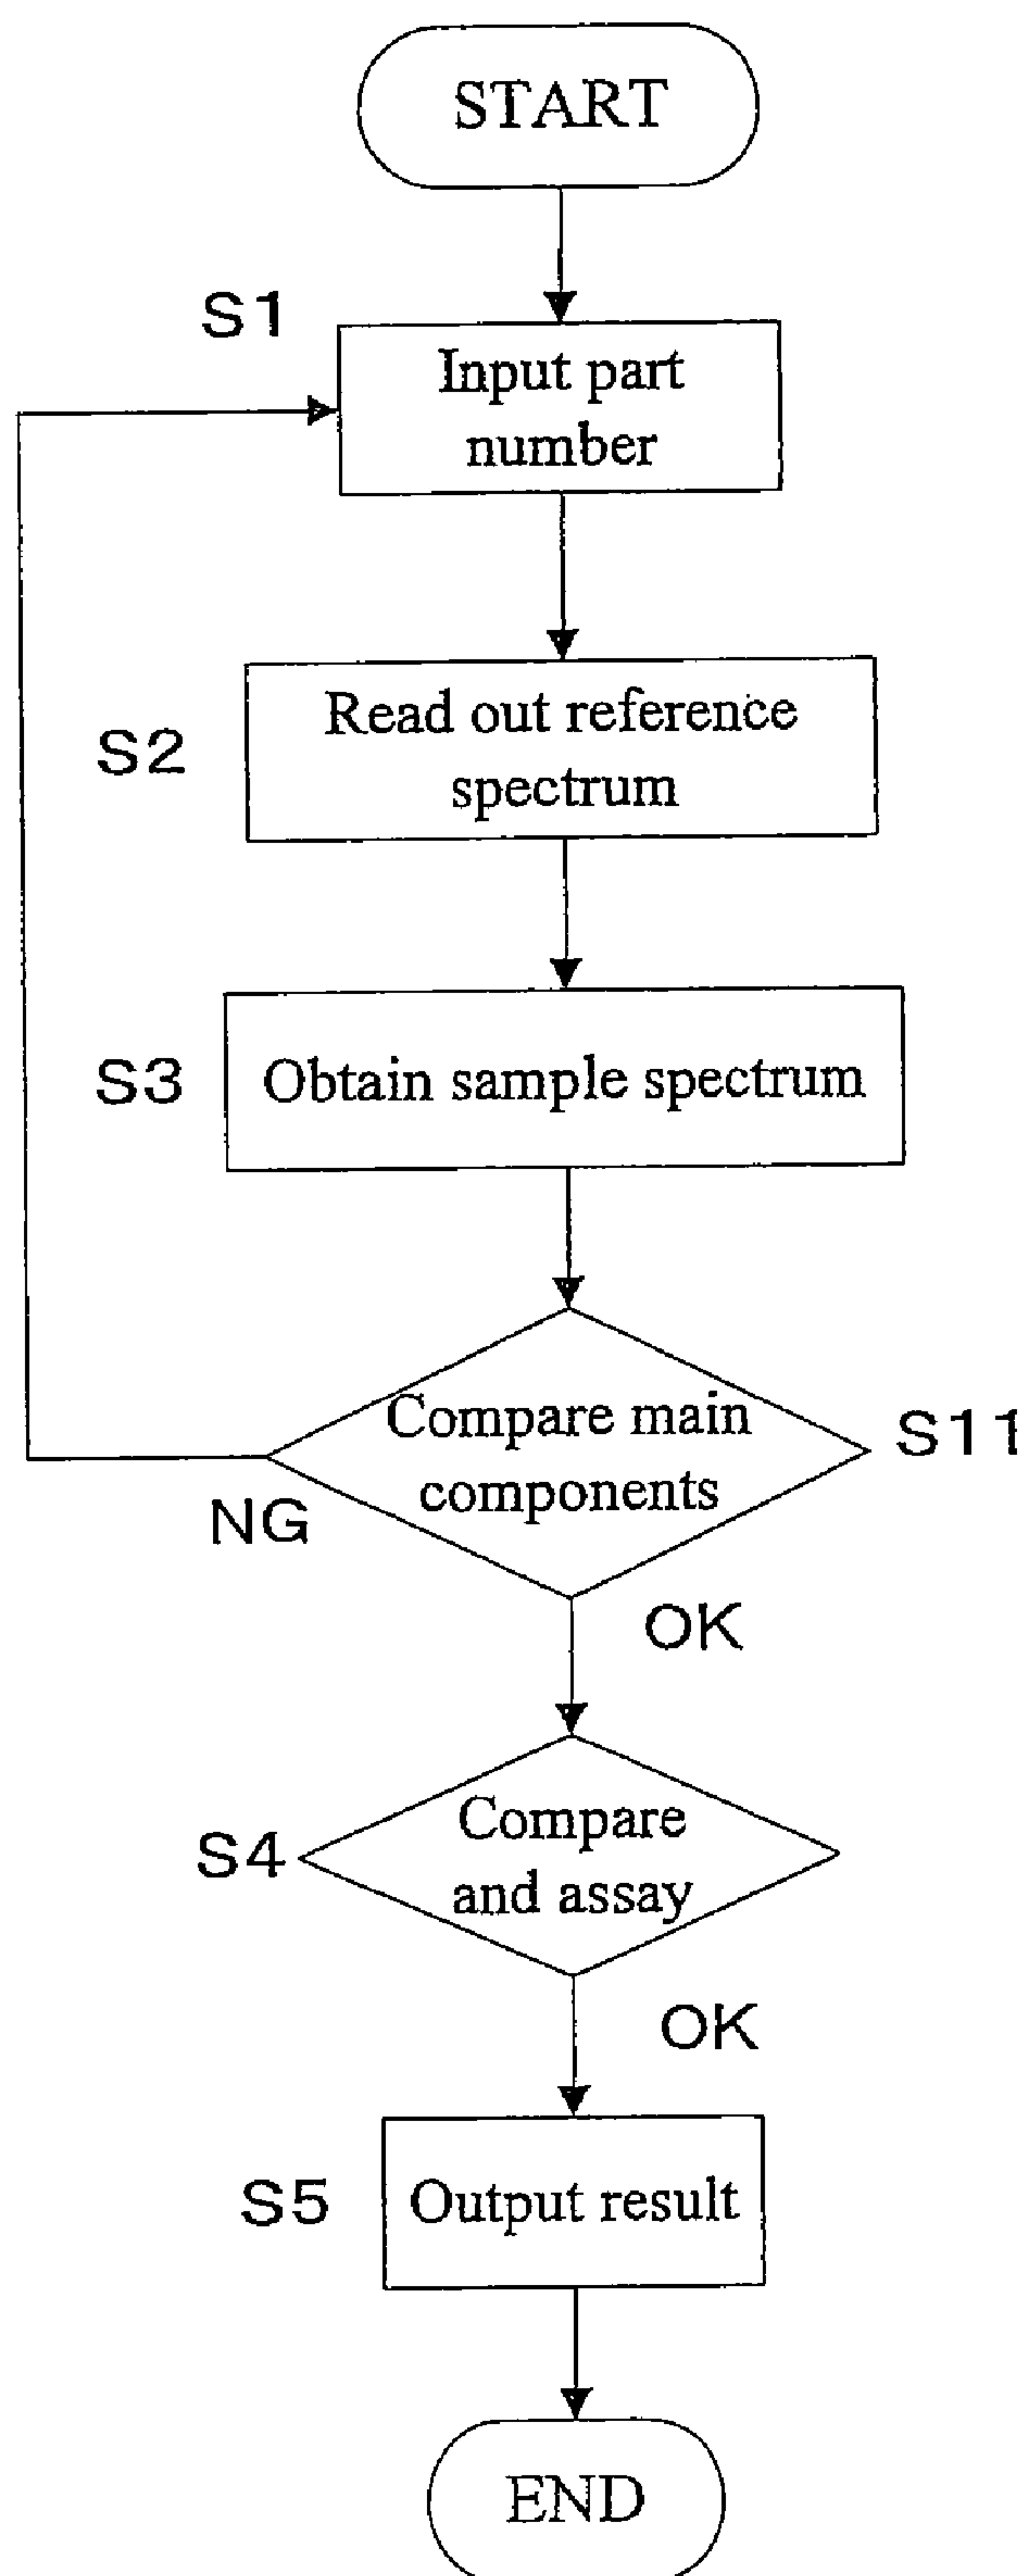 START
S1
Input part
number
S2
Read out reference
spectrum
S3
Obtain sample spectrum
Compare main
components
S11
NG
OK
S4
Compare
and assay
OK
S5
Output result
END